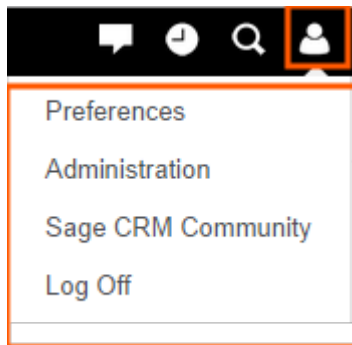 Preferences
Administration
Sage CRM Community
Log Off